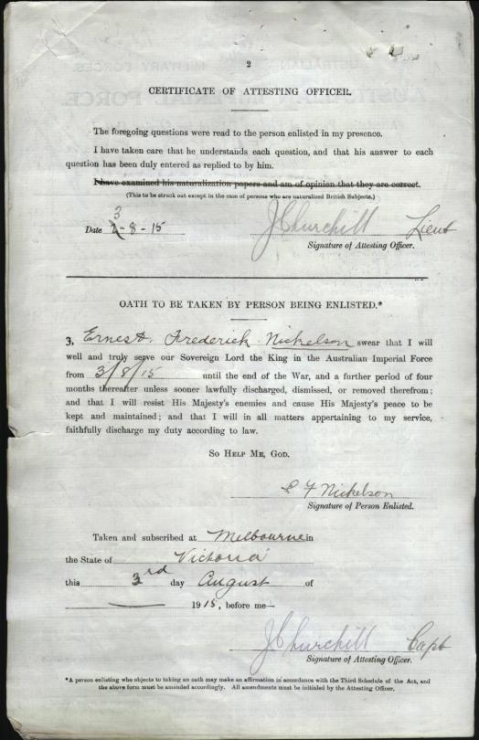 2
CERTIFICATE OF ATTESTING OFFICER.
The foregoing questions were read to the person enlisted in my presence.
I have taken care that he understands each question, and that his answer to each
question has been duly entered as replied to by him.
I have examined his naturalization papers and am of opinion that they are correct.
(This to be struck out except in the case of persons who are naturalized British Subjects.)
Date 3-8-15 J Churchill Lieut
Signature of Attesting Officer.
OATH TO BE TAKEN BY PERSON BEING ENLISTED.*
3. Ernest Frederick Nickelson swear that I will
well and truly serve our Sovereign Lord the King in the Australian Imperial Force
from 3/8/15 until the end of the War, and a further period of four
months thereafter unless sooner lawfully discharged, dismissed, or removed therefrom;
and that I will resist His Majesty's enemies and cause His Majesty's peace to be
kept and maintained; and that I will in all matters appertaining to my service,
faithfully discharge my duty according to law.
SO HELP ME, GOD.
E F Nickelson
Signature of Person Enlisted.
Taken and subscribed at Melbourne in
the State of Victoria
this 3rd day August of
1915, before me—
J Churchill Capt
Signature of Attesting Officer.
*A person enlisting who objects to taking an oath may make an affirmation in accordance with the Third Schedule of the Act, and
the above form must be amended accordingly. All amendments must be initialed by the Attesting Officer.